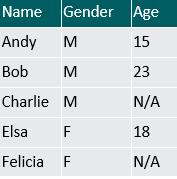 Name Gender Age
Andy M 15
Bob M 23
Charlie M N/A
Elsa F 18
Felicia F N/A